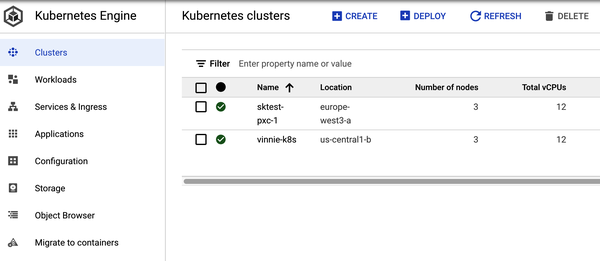 Kubernetes Engine
Kubernetes clusters
CREATE
DEPLOY
REFRESH
DELETE
Clusters
Workloads
Services & Ingress
Applications
Configuration
Storage
Object Browser
Migrate to containers
Filter Enter property name or value
Name Location Number of nodes Total vCPUs
sktest- europe- 3 12
pxc-1 west3-a
vinnie-k8s us-central1-b 3 12